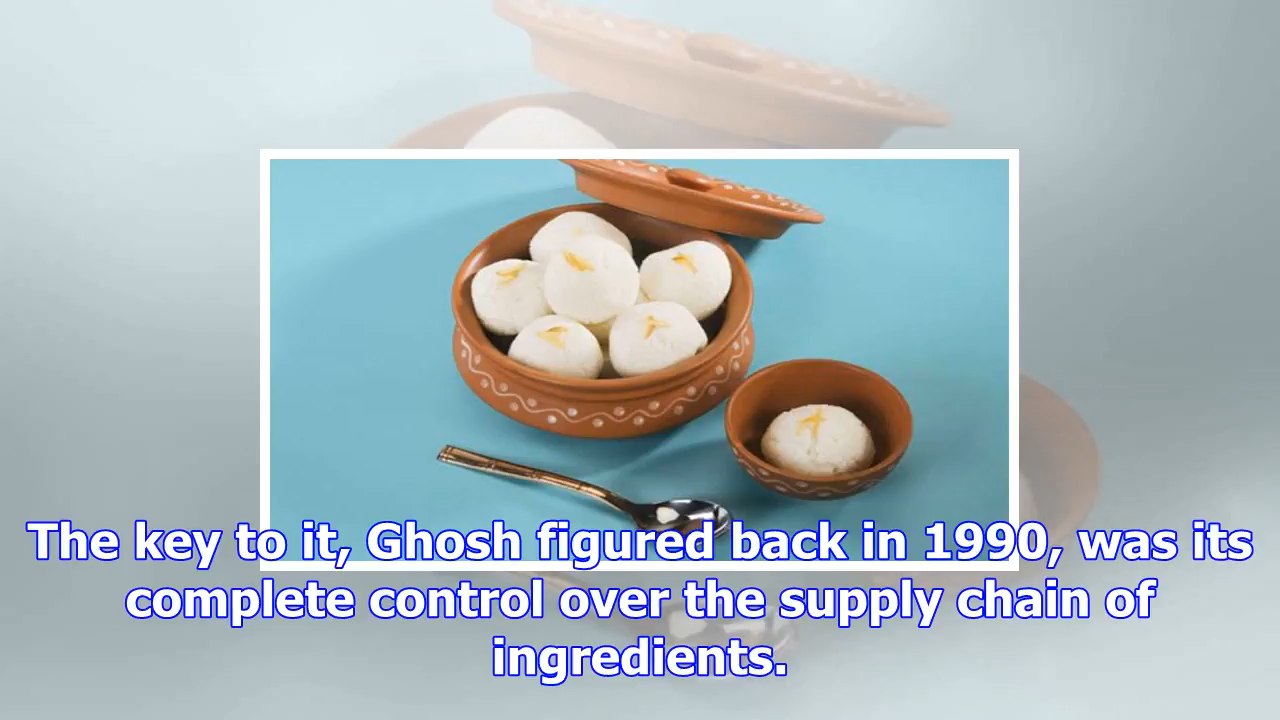 The key to it, Ghosh figured back in 1990, was its
complete control over the supply chain of
ingredients.